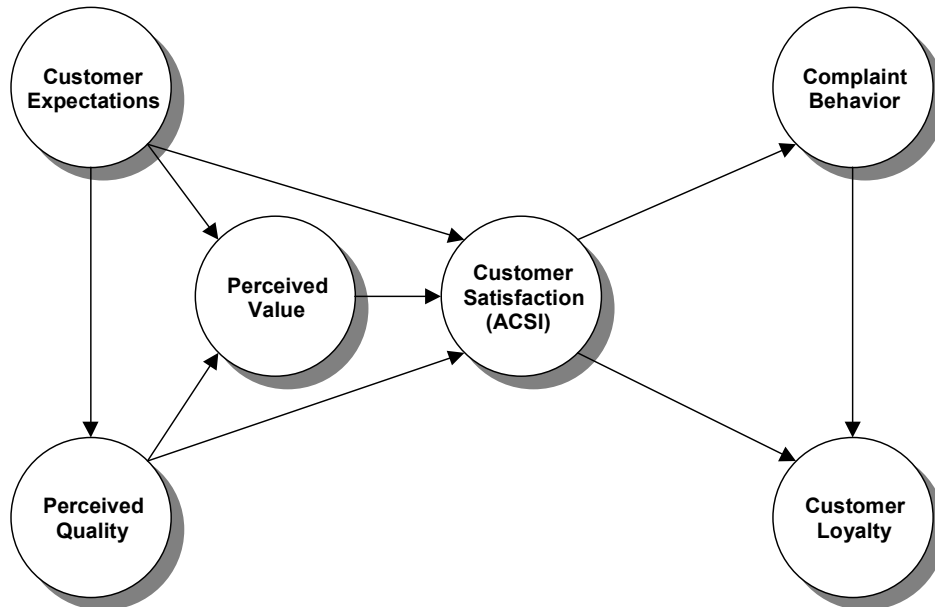 Customer
Expectations
Complaint
Behavior
Perceived
Value
Customer
Satisfaction
(ACSI)
Perceived
Quality
Customer
Loyalty